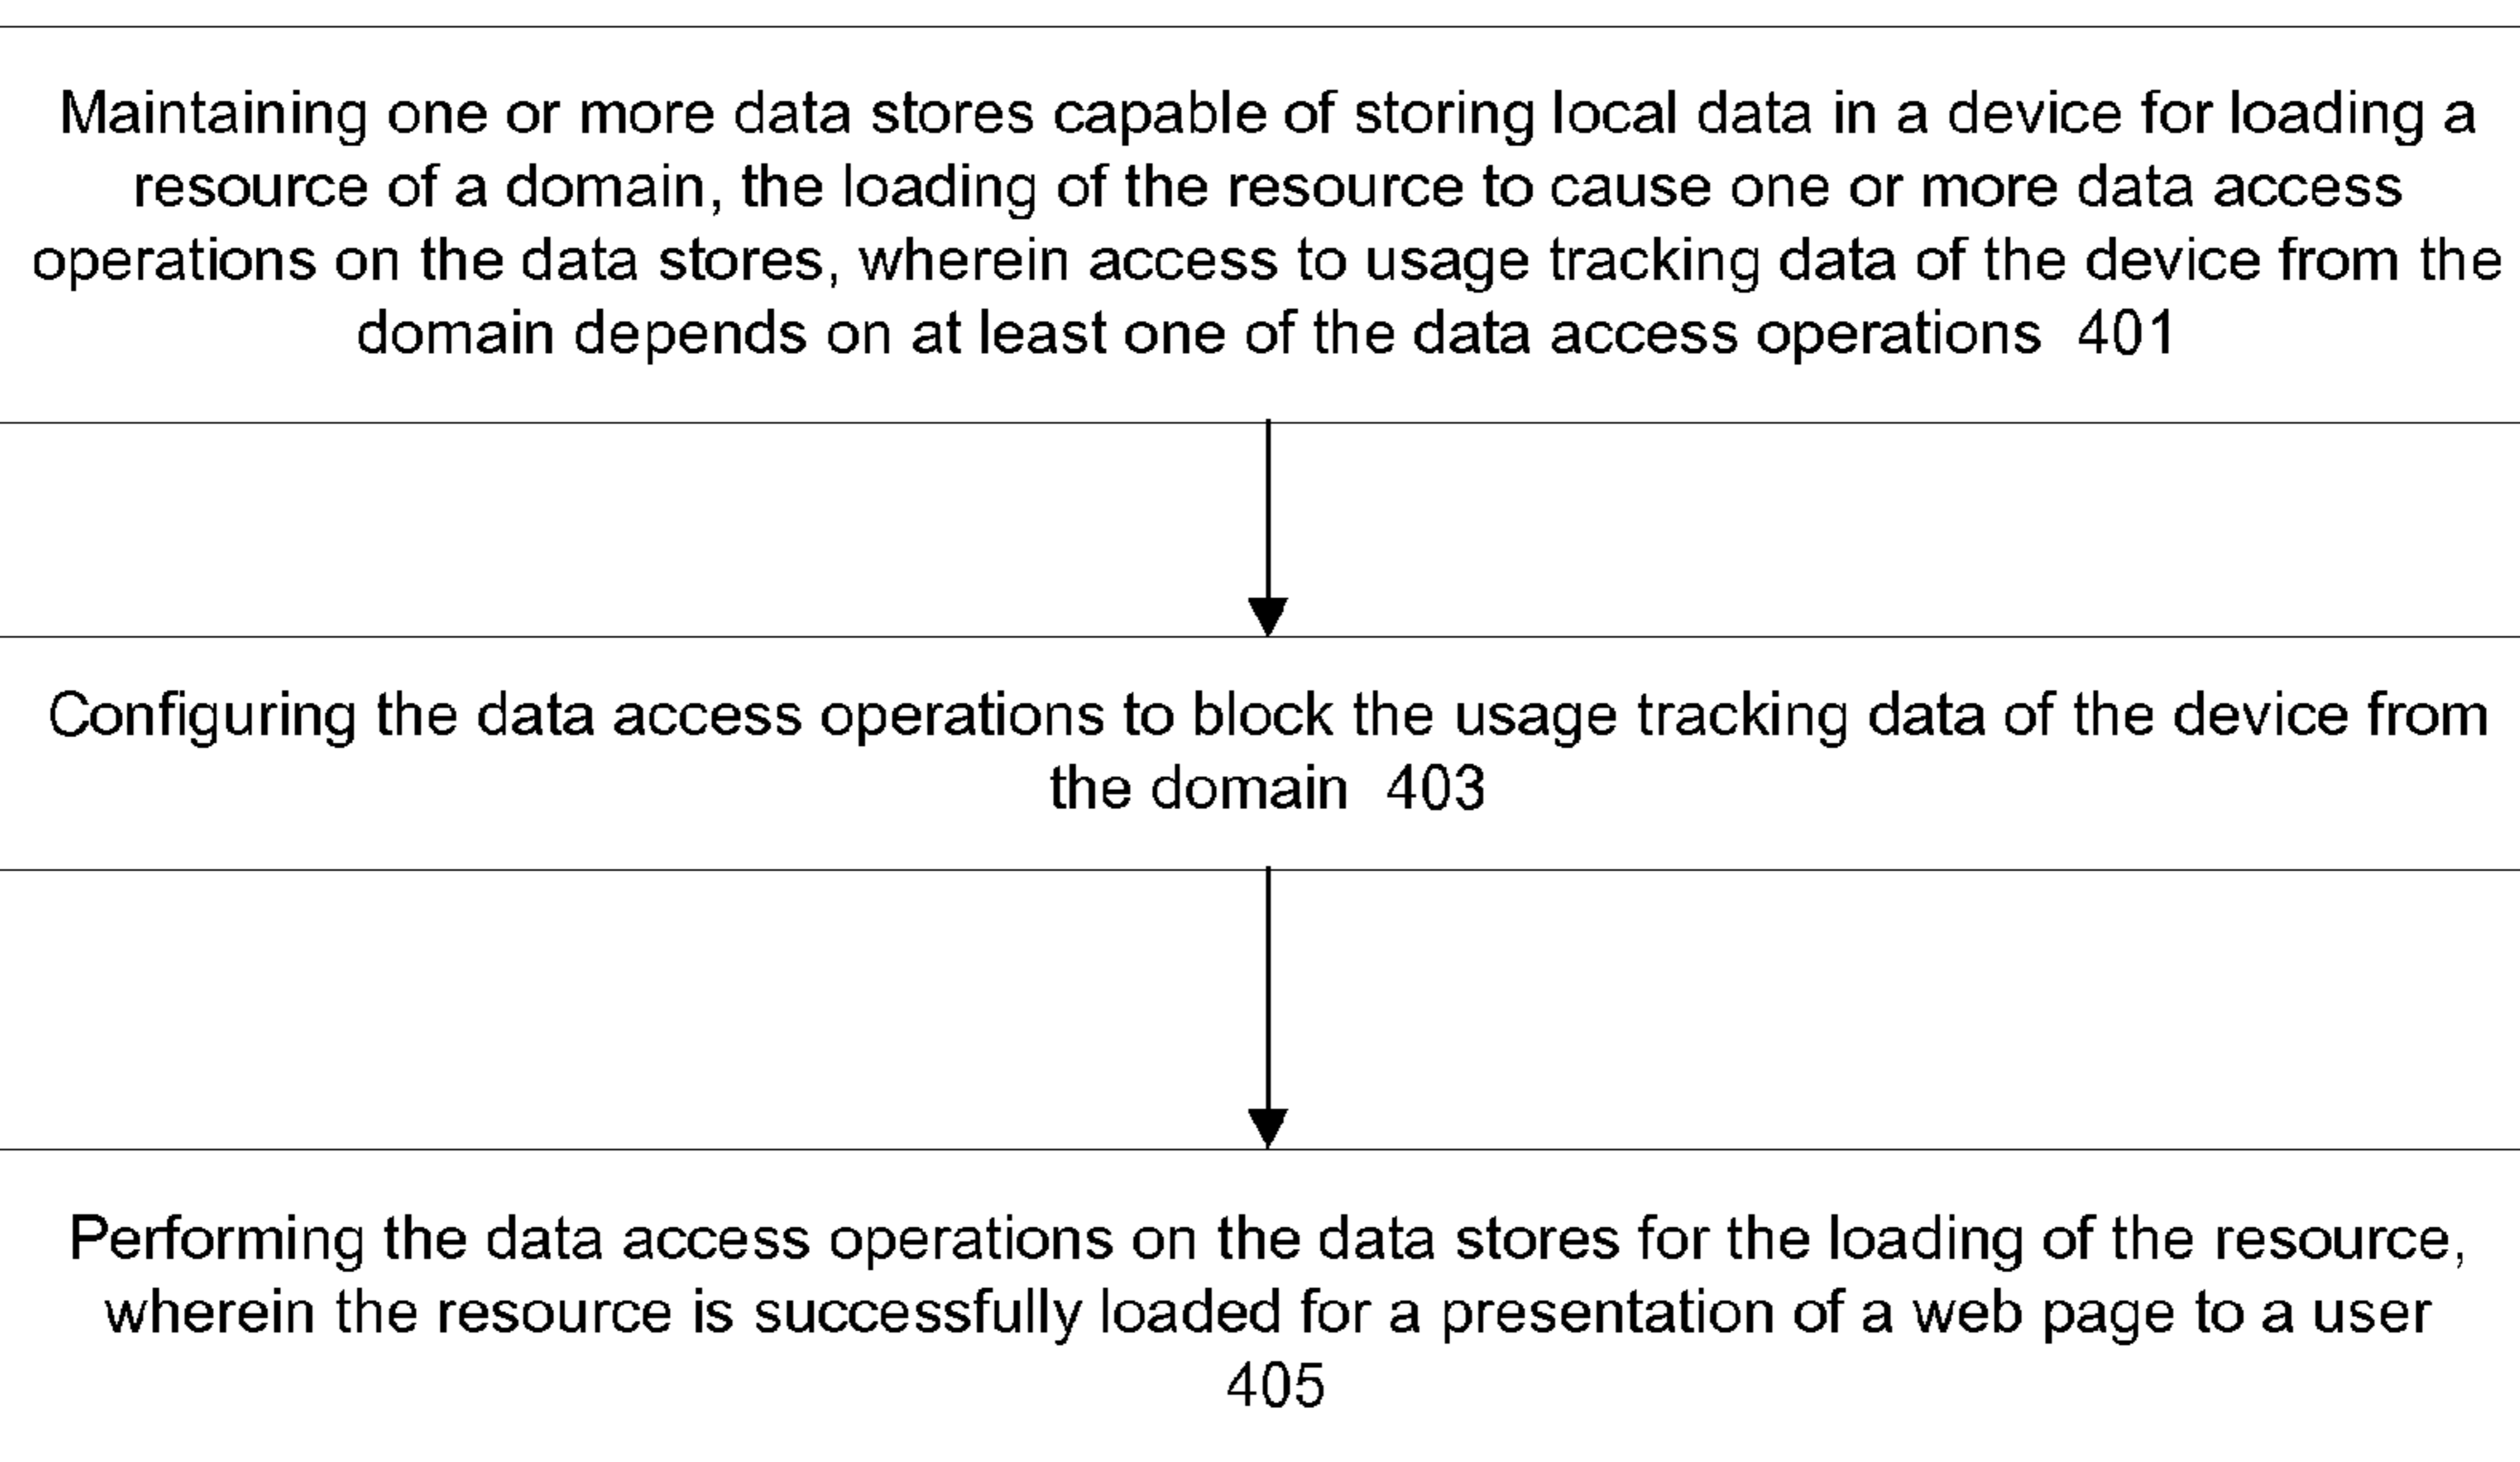 Maintaining one or more data stores capable of storing local data in a device for loading a
resource of a domain, the loading of the resource to cause one or more data access
operations on the data stores, wherein access to usage tracking data of the device from the
domain depends on at least one of the data access operations 401
Configuring the data access operations to block the usage tracking data of the device from
the domain 403
Performing the data access operations on the data stores for the loading of the resource,
wherein the resource is successfully loaded for a presentation of a web page to a user
405